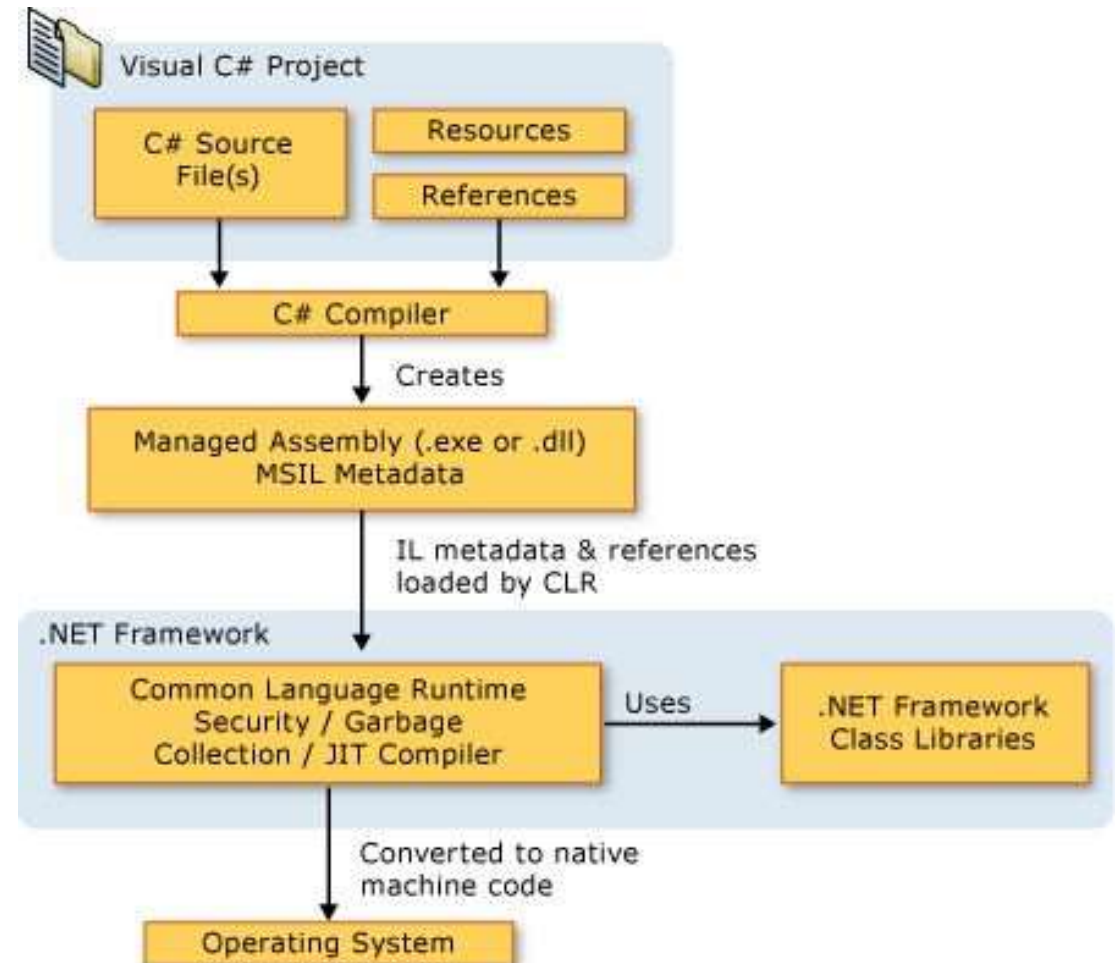 Visual C# Project
C# Source
File(s)
Resources
References
C# Compiler
Creates
Managed Assembly (.exe or .dll)
MSIL Metadata
IL metadata & references
loaded by CLR
.NET Framework
Common Language Runtime
Security / Garbage
Collection / JIT Compiler
Uses
.NET Framework
Class Libraries
Converted to native
machine code
Operating System